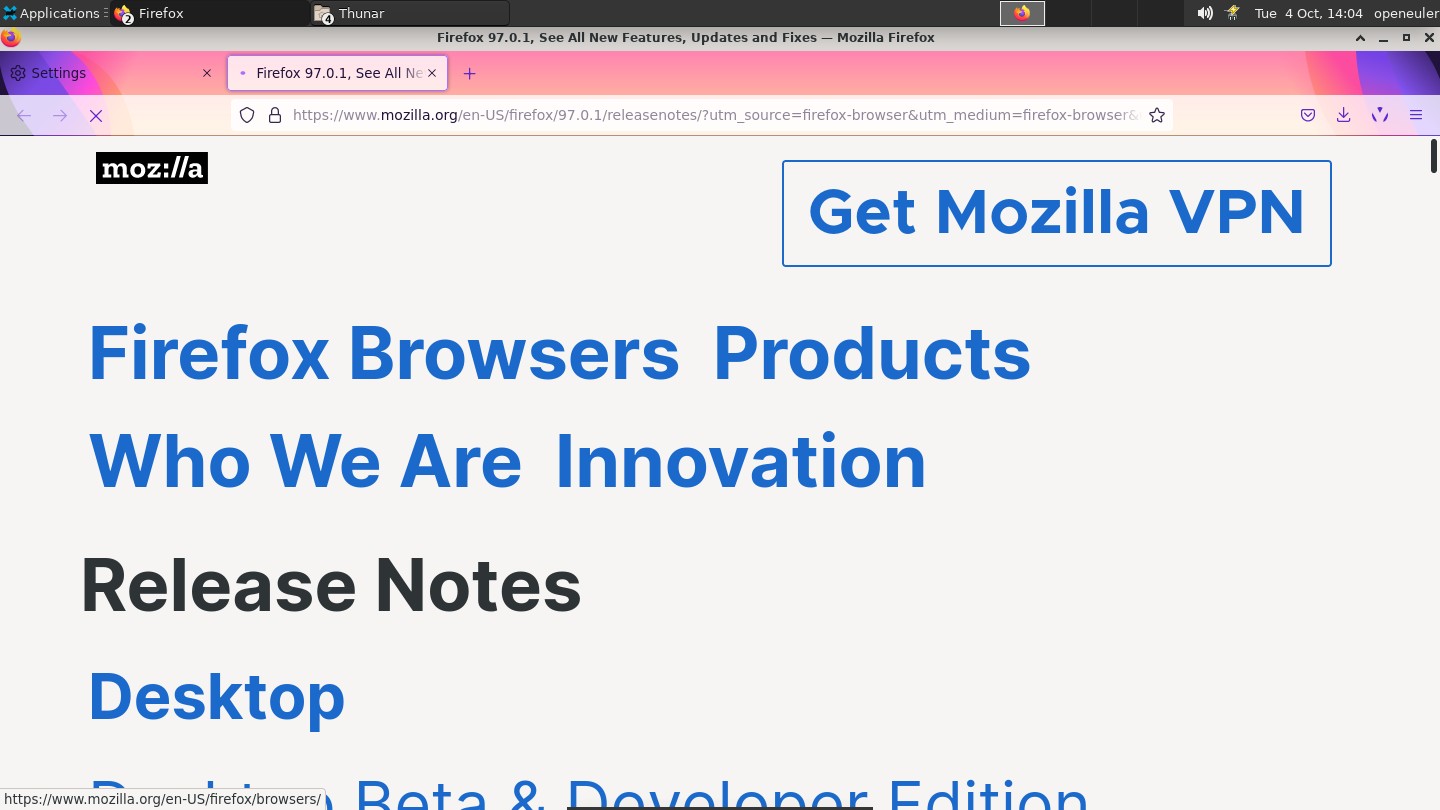 Applications
2 Firefox
4 Thunar
Tue 4 Oct, 14:04 openeuler
Firefox 97.0.1, See All New Features, Updates and Fixes — Mozilla Firefox
Settings
Firefox 97.0.1, See All Ne
https://www.mozilla.org/en-US/firefox/97.0.1/releasenotes/?utm_source=firefox-browser&utm_medium=firefox-browser&
moz://a
Get Mozilla VPN
Firefox Browsers Products
Who We Are Innovation
Release Notes
Desktop
Desktop Beta & Developer Edition
https://www.mozilla.org/en-US/firefox/browsers/